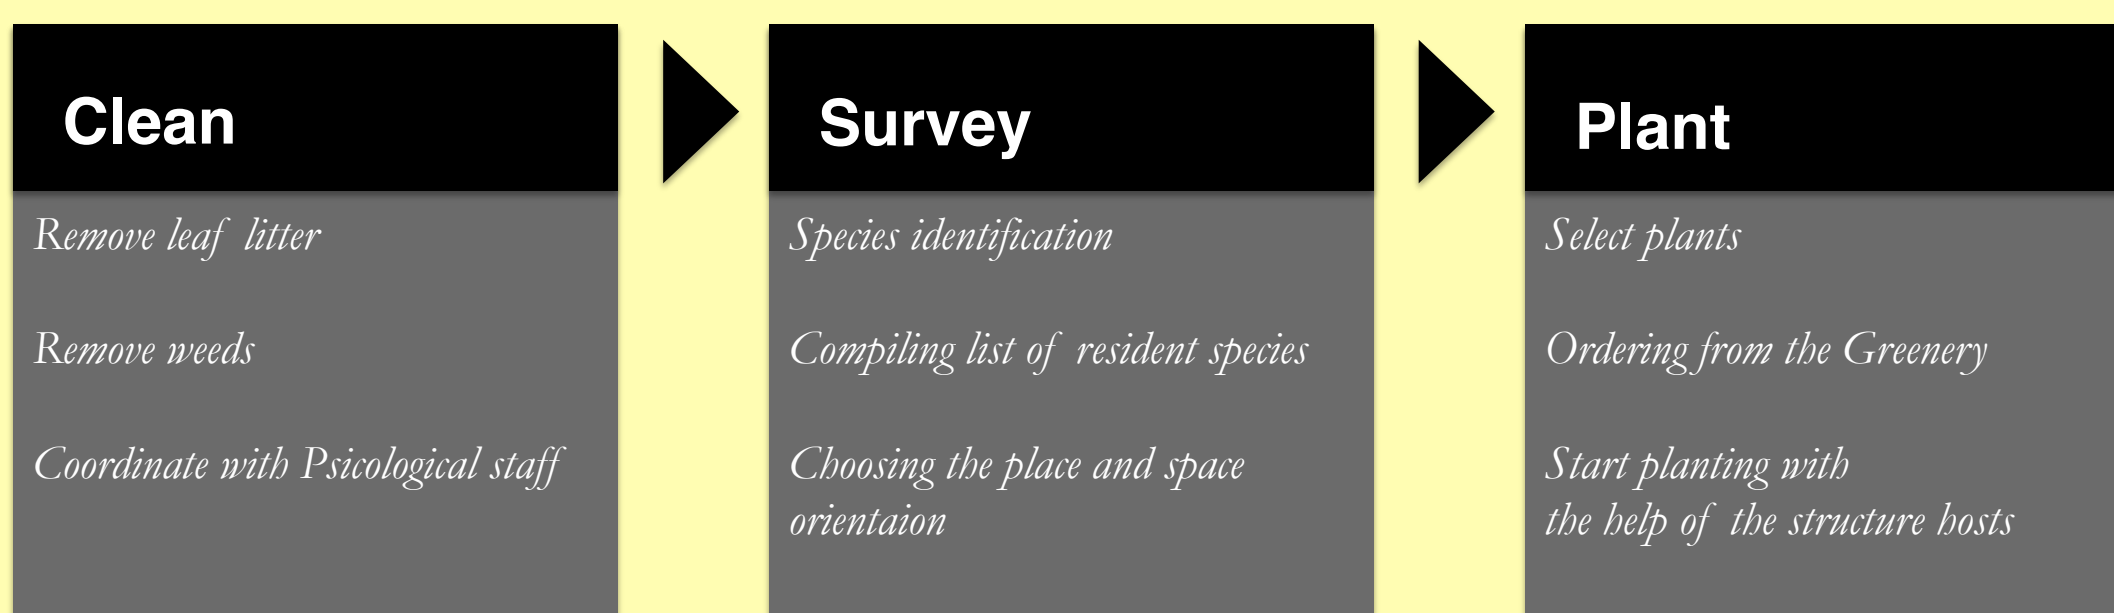 Clean
Remove leaf litter
Remove weeds
Coordinate with Psicological staff
Survey
Species identification
Compiling list of resident species
Choosing the place and space
orientaion
Plant
Select plants
Ordering from the Greenery
Start planting with
the help of the structure hosts